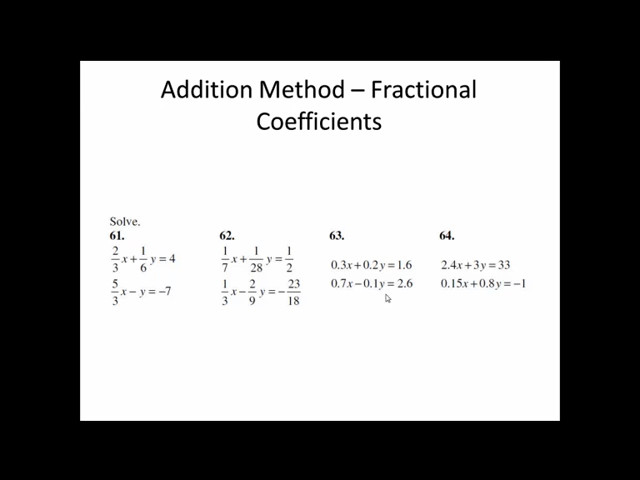 Addition Method – Fractional
Coefficients
Solve.
61.
2/3 x + 1/6 y = 4
5/3 x − y = −7
62.
1/7 x + 1/28 y = 1/2
1/3 x − 2/9 y = − 23/18
63.
0.3x + 0.2y = 1.6
0.7x − 0.1y = 2.6
64.
2.4x + 3y = 33
0.15x + 0.8y = −1